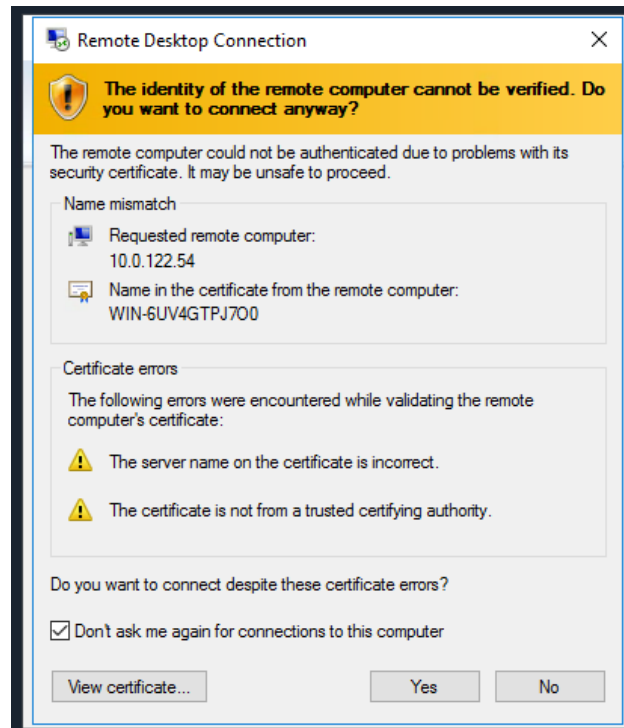 Remote Desktop Connection
The identity of the remote computer cannot be verified. Do
you want to connect anyway?
The remote computer could not be authenticated due to problems with its
security certificate. It may be unsafe to proceed.
Name mismatch
Requested remote computer:
10.0.122.54
Name in the certificate from the remote computer:
WIN-6UV4GTPJ7O0
Certificate errors
The following errors were encountered while validating the remote
computer's certificate:
The server name on the certificate is incorrect.
The certificate is not from a trusted certifying authority.
Do you want to connect despite these certificate errors?
Don't ask me again for connections to this computer
View certificate...
Yes
No